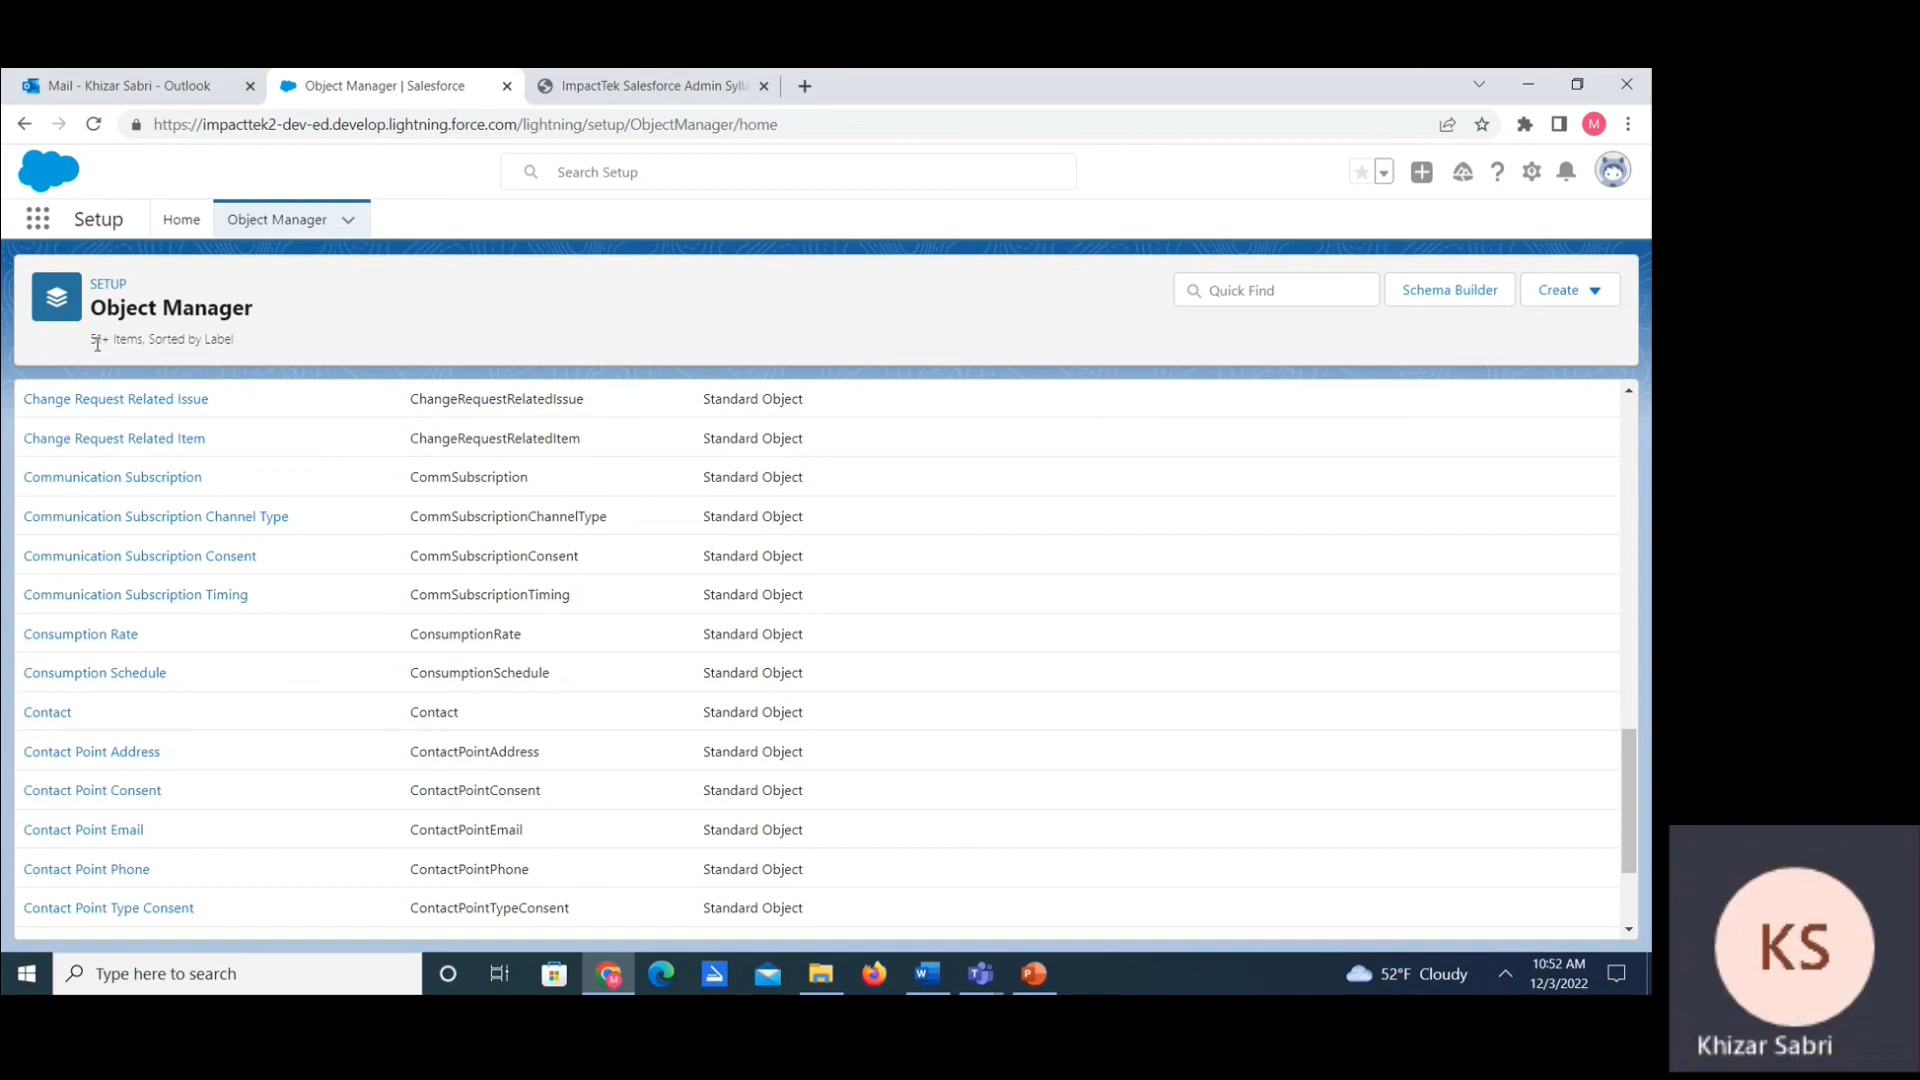 Mail - Khizar Sabri - Outlook
Object Manager | Salesforce
ImpactTek Salesforce Admin Sylla
https://impacttek2-dev-ed.develop.lightning.force.com/lightning/setup/ObjectManager/home
M
Search Setup
Setup
Home
Object Manager
SETUP
Object Manager
51+ Items, Sorted by Label
Quick Find
Schema Builder
Create
Change Request Related Issue ChangeRequestRelatedIssue Standard Object
Change Request Related Item ChangeRequestRelatedItem Standard Object
Communication Subscription CommSubscription Standard Object
Communication Subscription Channel Type CommSubscriptionChannelType Standard Object
Communication Subscription Consent CommSubscriptionConsent Standard Object
Communication Subscription Timing CommSubscriptionTiming Standard Object
Consumption Rate ConsumptionRate Standard Object
Consumption Schedule ConsumptionSchedule Standard Object
Contact Contact Standard Object
Contact Point Address ContactPointAddress Standard Object
Contact Point Consent ContactPointConsent Standard Object
Contact Point Email ContactPointEmail Standard Object
Contact Point Phone ContactPointPhone Standard Object
Contact Point Type Consent ContactPointTypeConsent Standard Object
Type here to search
52°F Cloudy
10:52 AM
12/3/2022
KS
Khizar Sabri